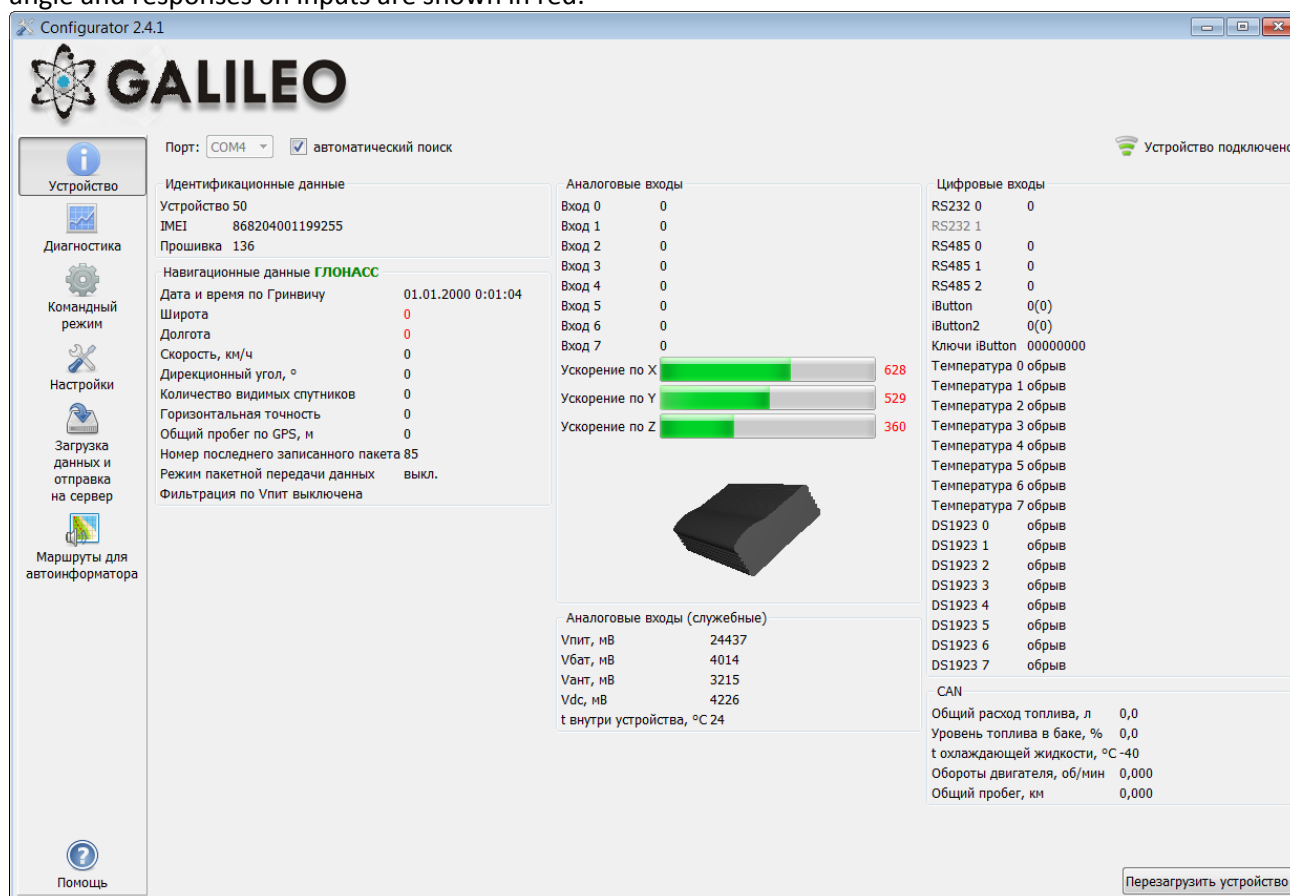 angle and responses on inputs are shown in red.
Configurator 2.4.1
GALILEO
Порт: COM4 автоматический поиск
Устройство подключено
Устройство
Диагностика
Командный
режим
Настройки
Загрузка
данных и
отправка
на сервер
Маршруты для
автоинформатора
Помощь
Идентификационные данные
Устройство 50
IMEI 868204001199255
Прошивка 136
Навигационные данные ГЛОНАСС
Дата и время по Гринвичу 01.01.2000 0:01:04
Широта 0
Долгота 0
Скорость, км/ч 0
Дирекционный угол, ° 0
Количество видимых спутников 0
Горизонтальная точность 0
Общий пробег по GPS, м 0
Номер последнего записанного пакета 85
Режим пакетной передачи данных выкл.
Фильтрация по Vпит выключена
Аналоговые входы
Вход 0 0
Вход 1 0
Вход 2 0
Вход 3 0
Вход 4 0
Вход 5 0
Вход 6 0
Вход 7 0
Ускорение по X 628
Ускорение по Y 529
Ускорение по Z 360
Аналоговые входы (служебные)
Vпит, мВ 24437
Vбат, мВ 4014
Vант, мВ 3215
Vdc, мВ 4226
t внутри устройства, °C 24
Цифровые входы
RS232 0 0
RS232 1
RS485 0 0
RS485 1 0
RS485 2 0
iButton 0(0)
iButton2 0(0)
Ключи iButton 00000000
Температура 0 обрыв
Температура 1 обрыв
Температура 2 обрыв
Температура 3 обрыв
Температура 4 обрыв
Температура 5 обрыв
Температура 6 обрыв
Температура 7 обрыв
DS1923 0 обрыв
DS1923 1 обрыв
DS1923 2 обрыв
DS1923 3 обрыв
DS1923 4 обрыв
DS1923 5 обрыв
DS1923 6 обрыв
DS1923 7 обрыв
CAN
Общий расход топлива, л 0,0
Уровень топлива в баке, % 0,0
t охлаждающей жидкости, °C -40
Обороты двигателя, об/мин 0,000
Общий пробег, км 0,000
Перезагрузить устройство